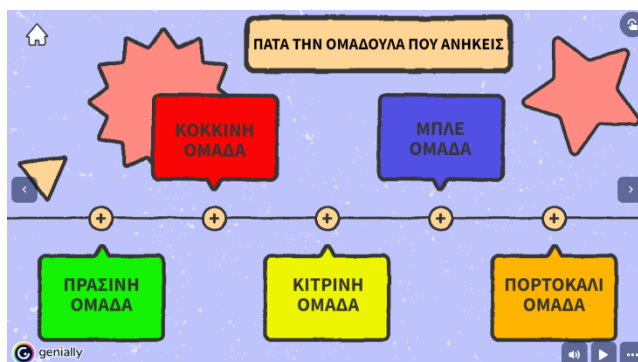 ΠΑΤΑ ΤΗΝ ΟΜΑΔΟΥΛΑ ΠΟΥ ΑΝΗΚΕΙΣ
ΚΟΚΚΙΝΗ
ΟΜΑΔΑ
ΜΠΛΕ
ΟΜΑΔΑ
ΠΡΑΣΙΝΗ
ΟΜΑΔΑ
ΚΙΤΡΙΝΗ
ΟΜΑΔΑ
ΠΟΡΤΟΚΑΛΙ
ΟΜΑΔΑ
genially